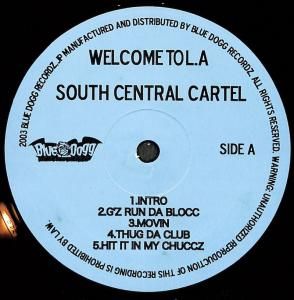 2003 BLUE DOGG RECORDZ.JP MANUFACTURED AND DISTRIBUTED BY BLUE DOGG RECORDZ. ALL RIGHTS RESERVED. WARNING: UNAUTHORIZED REPRODUCTION OF THIS RECORDING IS PROHIBITED BY LAW.
WELCOME TO L.A
SOUTH CENTRAL CARTEL
Blue Dogg
SIDE A
1.INTRO
2.G'Z RUN DA BLOCC
3.MOVIN
4.THUG DA CLUB
5.HIT IT IN MY CHUCCZ